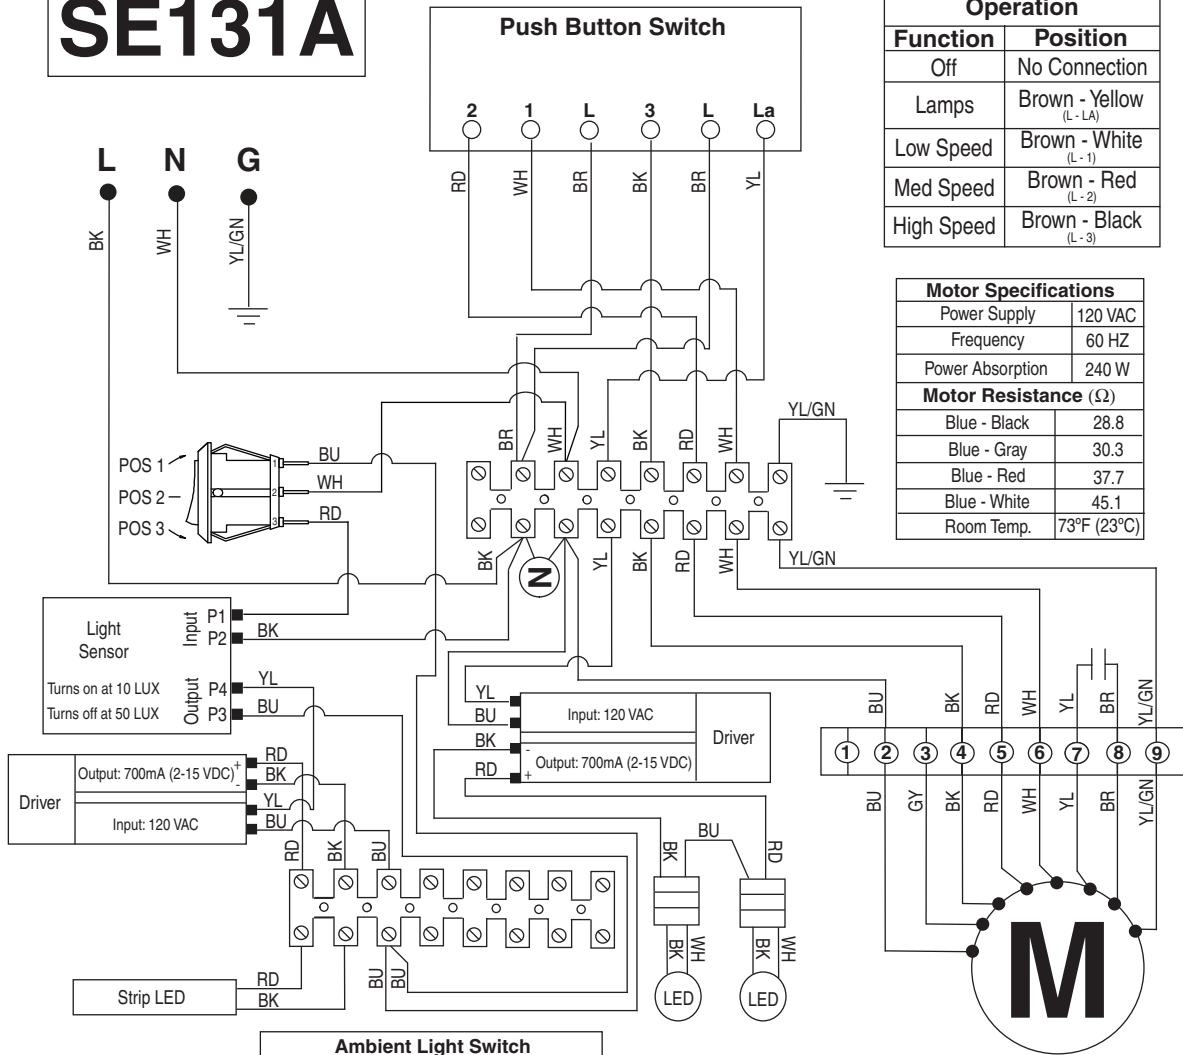 SE131A
Push Button Switch
2 1 L 3 L La
RD WH BR BK BR YL
Operation
Function Position
Off No Connection
Lamps Brown - Yellow
(L - LA)
Low Speed Brown - White
(L - 1)
Med Speed Brown - Red
(L - 2)
High Speed Brown - Black
(L - 3)
L N G
BK WH YL/GN
Motor Specifications
Power Supply 120 VAC
Frequency 60 HZ
Power Absorption 240 W
Motor Resistance (Ω)
Blue - Black 28.8
Blue - Gray 30.3
Blue - Red 37.7
Blue - White 45.1
Room Temp. 73°F (23°C)
YL/GN
BR WH YL BK RD WH
POS 1
POS 2
POS 3
1 BU
2 WH
3 RD
BK N YL BK RD WH YL/GN
Light
Sensor
Turns on at 10 LUX
Turns off at 50 LUX
Input
P1
P2 BK
Output
P4 YL
P3 BU
YL
BU
BK
RD
Input: 120 VAC
Output: 700mA (2-15 VDC)
-
+
Driver
Driver
Output: 700mA (2-15 VDC)
+
-
Input: 120 VAC
RD
BK
YL
BU
RD BK BU
BU BK RD WH YL BR YL/GN
1 2 3 4 5 6 7 8 9
BU GY BK RD WH YL BR YL/GN
M
BK BU RD
BK WH BK WH
LED LED
Strip LED
RD
BK
BU BU
Ambient Light Switch